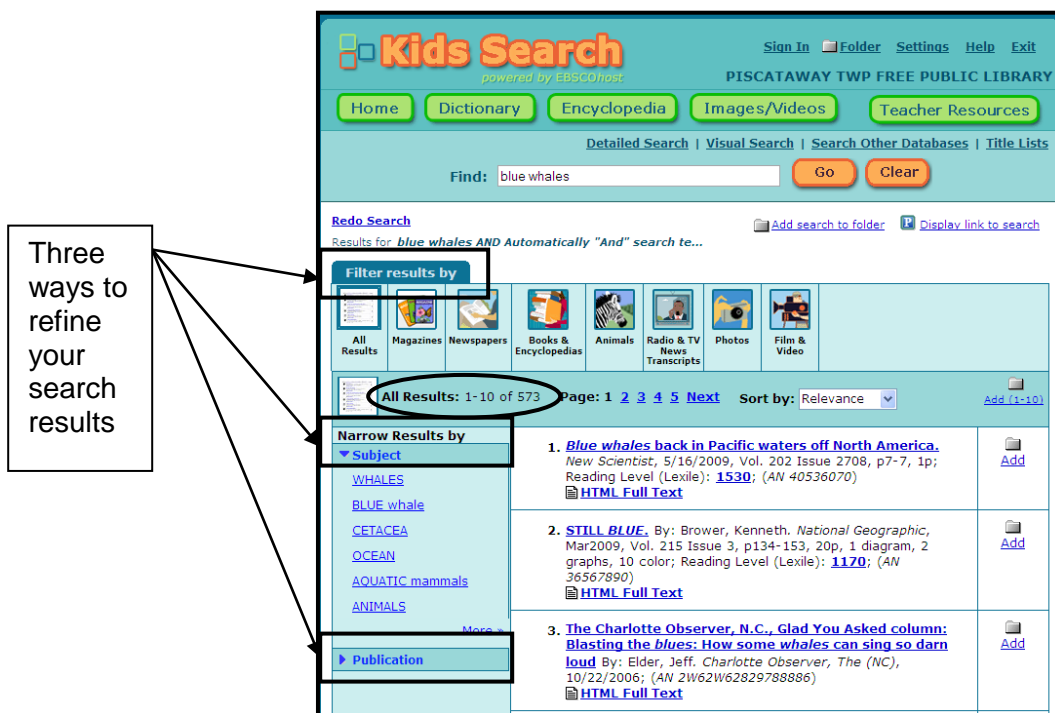 Kids Search
powered by EBSCOhost
Sign In Folder Settings Help Exit
PISCATAWAY TWP FREE PUBLIC LIBRARY
Home Dictionary Encyclopedia Images/Videos Teacher Resources
Detailed Search | Visual Search | Search Other Databases | Title Lists
Find: blue whales Go Clear
Redo Search
Add search to folder Display link to search
Results for blue whales AND Automatically "And" search te...
Three
ways to
refine
your
search
results
Filter results by
All
Results
Magazines
Newspapers
Books &
Encyclopedias
Animals
Radio & TV
News
Transcripts
Photos
Film &
Video
All Results: 1-10 of 573 Page: 1 2 3 4 5 Next Sort by: Relevance
Add (1-10)
Narrow Results by
Subject
WHALES
BLUE whale
CETACEA
OCEAN
AQUATIC mammals
ANIMALS
More »
Publication
1. Blue whales back in Pacific waters off North America.
New Scientist, 5/16/2009, Vol. 202 Issue 2708, p7-7, 1p;
Reading Level (Lexile): 1530; (AN 40536070)
HTML Full Text
Add
2. STILL BLUE. By: Brower, Kenneth. National Geographic,
Mar2009, Vol. 215 Issue 3, p134-153, 20p, 1 diagram, 2
graphs, 10 color; Reading Level (Lexile): 1170; (AN
36567890)
HTML Full Text
Add
3. The Charlotte Observer, N.C., Glad You Asked column:
Blasting the blues: How some whales can sing so darn
loud By: Elder, Jeff. Charlotte Observer, The (NC),
10/22/2006; (AN 2W62W62829788886)
HTML Full Text
Add